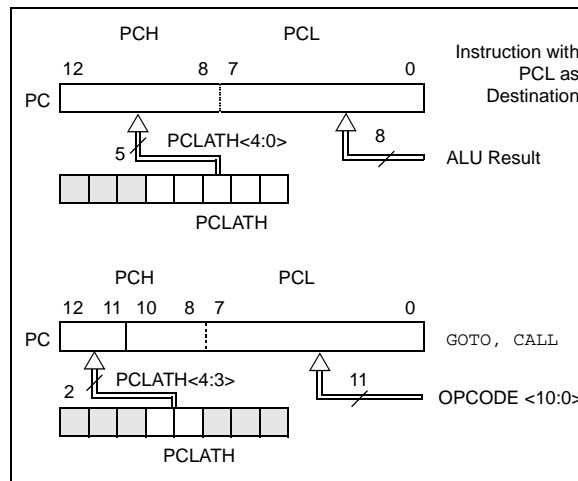 PCH PCL
12 8 7 0
Instruction with
PCL as
Destination
PC
5 PCLATH<4:0> 8
ALU Result
PCLATH
PCH PCL
12 11 10 8 7 0
PC GOTO, CALL
2 PCLATH<4:3> 11
OPCODE <10:0>
PCLATH